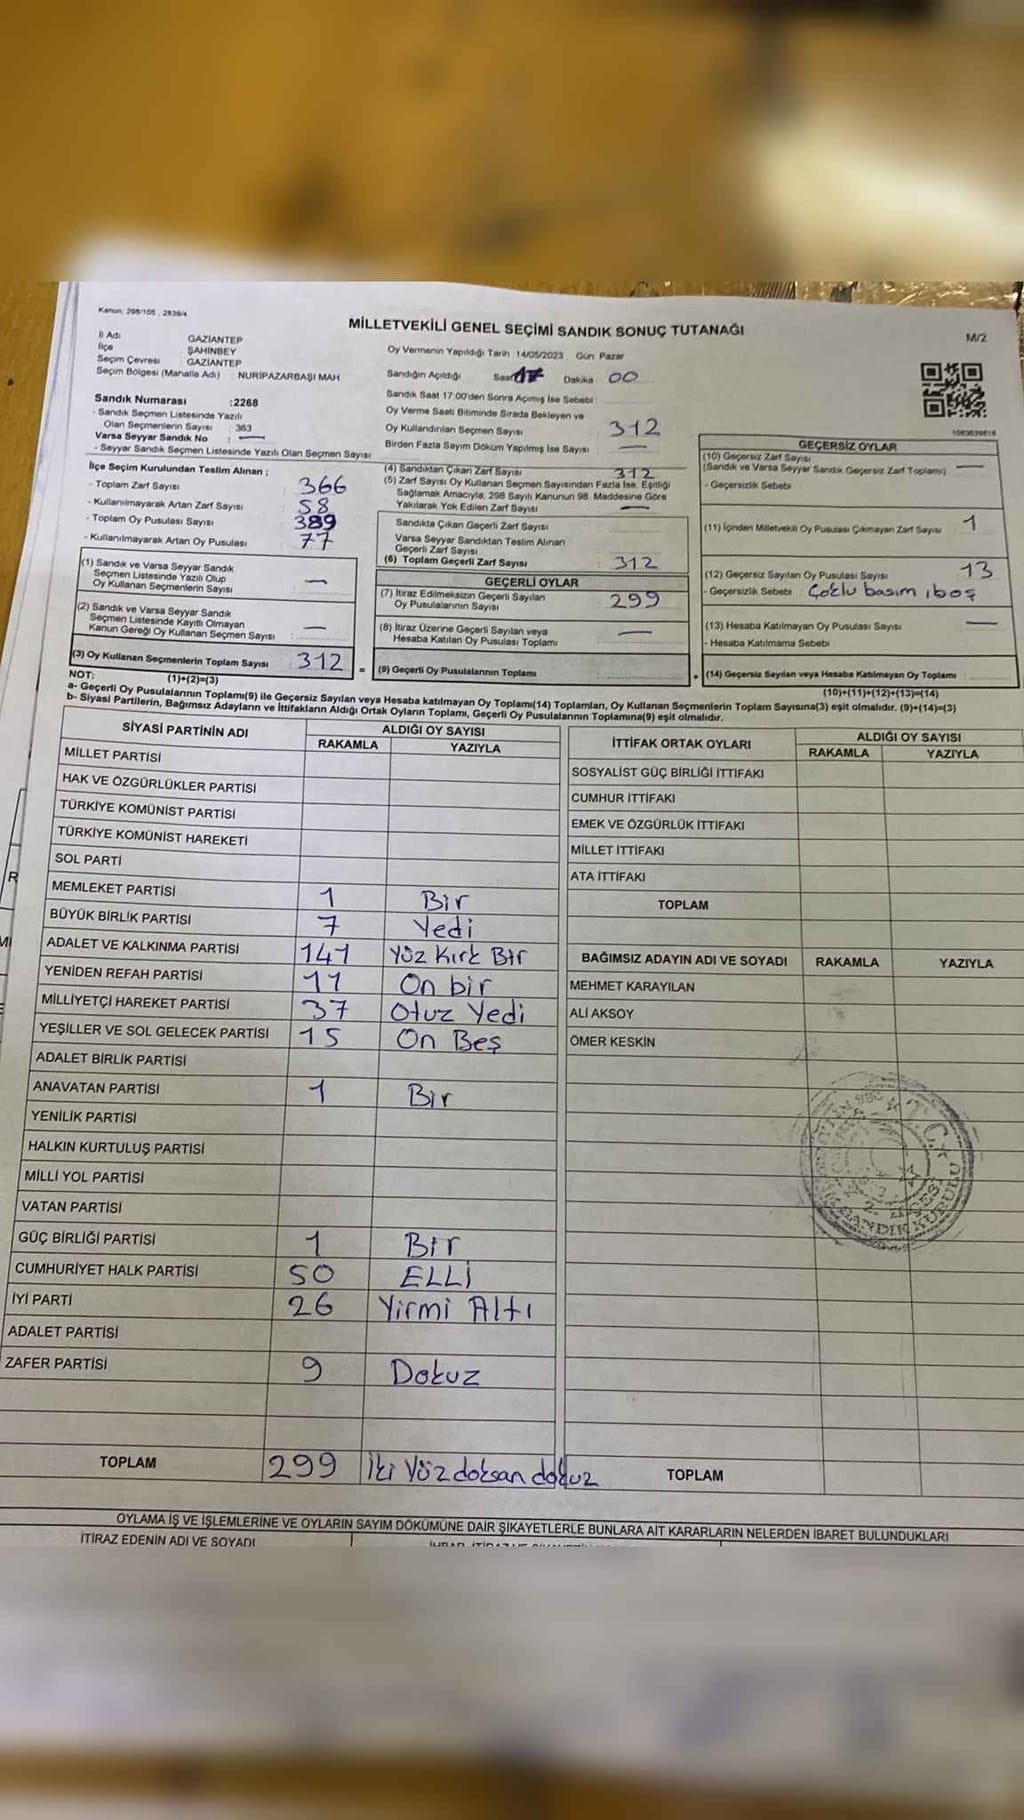 Kanun: 298/105 , 2839/4
MİLLETVEKİLİ GENEL SEÇİMİ SANDIK SONUÇ TUTANAĞI
M/2
İl Adı GAZİANTEP
İlçe ŞAHİNBEY
Seçim Çevresi GAZİANTEP
Seçim Bölgesi (Mahalle Adı) : NURİPAZARBAŞI MAH
Sandık Numarası :2268
- Sandık Seçmen Listesinde Yazılı
Olan Seçmenlerin Sayısı : 363
Varsa Seyyar Sandık No : —
- Seyyar Sandık Seçmen Listesinde Yazılı Olan Seçmen Sayısı
İlçe Seçim Kurulundan Teslim Alınan ;
- Toplam Zarf Sayısı : 366
- Kullanılmayarak Artan Zarf Sayısı : 58
- Toplam Oy Pusulası Sayısı : 389
- Kullanılmayarak Artan Oy Pusulası : 77
(1) Sandık ve Varsa Seyyar Sandık
Seçmen Listesinde Yazılı Olup
Oy Kullanan Seçmenlerin Sayısı : —
(2) Sandık ve Varsa Seyyar Sandık
Seçmen Listesinde Kayıtlı Olmayan
Kanun Gereği Oy Kullanan Seçmen Sayısı : —
(3) Oy Kullanan Seçmenlerin Toplam Sayısı : 312
(1)+(2)=(3)
Oy Vermenin Yapıldığı Tarih :14/05/2023 Gün: Pazar
Sandığın Açıldığı Saat 17 Dakika 00
Sandık Saat 17.00'den Sonra Açımış İse Sebebi :
Oy Verme Saati Bitiminde Sırada Bekleyen ve
Oy Kullandırılan Seçmen Sayısı : 312
Birden Fazla Sayım Döküm Yapılmış İse Sayısı : —
(4) Sandıktan Çıkan Zarf Sayısı : 312
(5) Zarf Sayısı Oy Kullanan Seçmen Sayısından Fazla İse, Eşitliği
Sağlamak Amacıyla, 298 Sayılı Kanunun 98. Maddesine Göre
Yakılarak Yok Edilen Zarf Sayısı : —
Sandıkta Çıkan Geçerli Zarf Sayısı :
Varsa Seyyar Sandıktan Teslim Alınan
Geçerli Zarf Sayısı :
(6) Toplam Geçerli Zarf Sayısı : 312
GEÇERLİ OYLAR
(7) İtiraz Edilmeksizin Geçerli Sayılan
Oy Pusulalarının Sayısı : 299
(8) İtiraz Üzerine Geçerli Sayılan veya
Hesaba Katılan Oy Pusulası Toplamı : —
= (9) Geçerli Oy Pusulalarının Toplamı :
GEÇERSİZ OYLAR
(10) Geçersiz Zarf Sayısı
(Sandık ve Varsa Seyyar Sandık Geçersiz Zarf Toplamı) : —
- Geçersizlik Sebebi :
(11) İçinden Milletvekili Oy Pusulası Çıkmayan Zarf Sayısı : 1
(12) Geçersiz Sayılan Oy Pusulası Sayısı : 13
- Geçersizlik Sebebi : Çoklu basım, boş
(13) Hesaba Katılmayan Oy Pusulası Sayısı : —
- Hesaba Katılmama Sebebi :
+ (14) Geçersiz Sayılan veya Hesaba Katılmayan Oy Pusulası Toplamı :
(10)+(11)+(12)+(13)=(14)
NOT:
a- Geçerli Oy Pusulalarının Toplamı(9) ile Geçersiz Sayılan veya Hesaba katılmayan Oy Toplamı(14) Toplamları, Oy Kullanan Seçmenlerin Toplam Sayısına(3) eşit olmalıdır. (9)+(14)=(3)
b- Siyasi Partilerin, Bağımsız Adayların ve İttifakların Aldığı Ortak Oyların Toplamı, Geçerli Oy Pusulalarının Toplamına(9) eşit olmalıdır.
SİYASİ PARTİNİN ADI ALDIĞI OY SAYISI
RAKAMLA YAZIYLA
MİLLET PARTİSİ
HAK VE ÖZGÜRLÜKLER PARTİSİ
TÜRKİYE KOMÜNİST PARTİSİ
TÜRKİYE KOMÜNİST HAREKETİ
SOL PARTİ
MEMLEKET PARTİSİ 1 Bir
BÜYÜK BİRLİK PARTİSİ 7 Yedi
ADALET VE KALKINMA PARTİSİ 141 Yüz Kırk Bir
YENİDEN REFAH PARTİSİ 11 On bir
MİLLİYETÇİ HAREKET PARTİSİ 37 Otuz Yedi
YEŞİLLER VE SOL GELECEK PARTİSİ 15 On Beş
ADALET BİRLİK PARTİSİ
ANAVATAN PARTİSİ 1 Bir
YENİLİK PARTİSİ
HALKIN KURTULUŞ PARTİSİ
MİLLİ YOL PARTİSİ
VATAN PARTİSİ
GÜÇ BİRLİĞİ PARTİSİ 1 Bir
CUMHURİYET HALK PARTİSİ 50 ELLİ
İYİ PARTİ 26 Yirmi Altı
ADALET PARTİSİ
ZAFER PARTİSİ 9 Dokuz
TOPLAM 299 İki Yüz doksan dokuz
İTTİFAK ORTAK OYLARI ALDIĞI OY SAYISI
RAKAMLA YAZIYLA
SOSYALİST GÜÇ BİRLİĞİ İTTİFAKI
CUMHUR İTTİFAKI
EMEK VE ÖZGÜRLÜK İTTİFAKI
MİLLET İTTİFAKI
ATA İTTİFAKI
TOPLAM
BAĞIMSIZ ADAYIN ADI VE SOYADI RAKAMLA YAZIYLA
MEHMET KARAYILAN
ALİ AKSOY
ÖMER KESKİN
T.C.
SANDIK KURULU
TOPLAM
OYLAMA İŞ VE İŞLEMLERİNE VE OYLARIN SAYIM DÖKÜMÜNE DAİR ŞİKAYETLERLE BUNLARA AİT KARARLARIN NELERDEN İBARET BULUNDUKLARI
İTİRAZ EDENİN ADI VE SOYADI